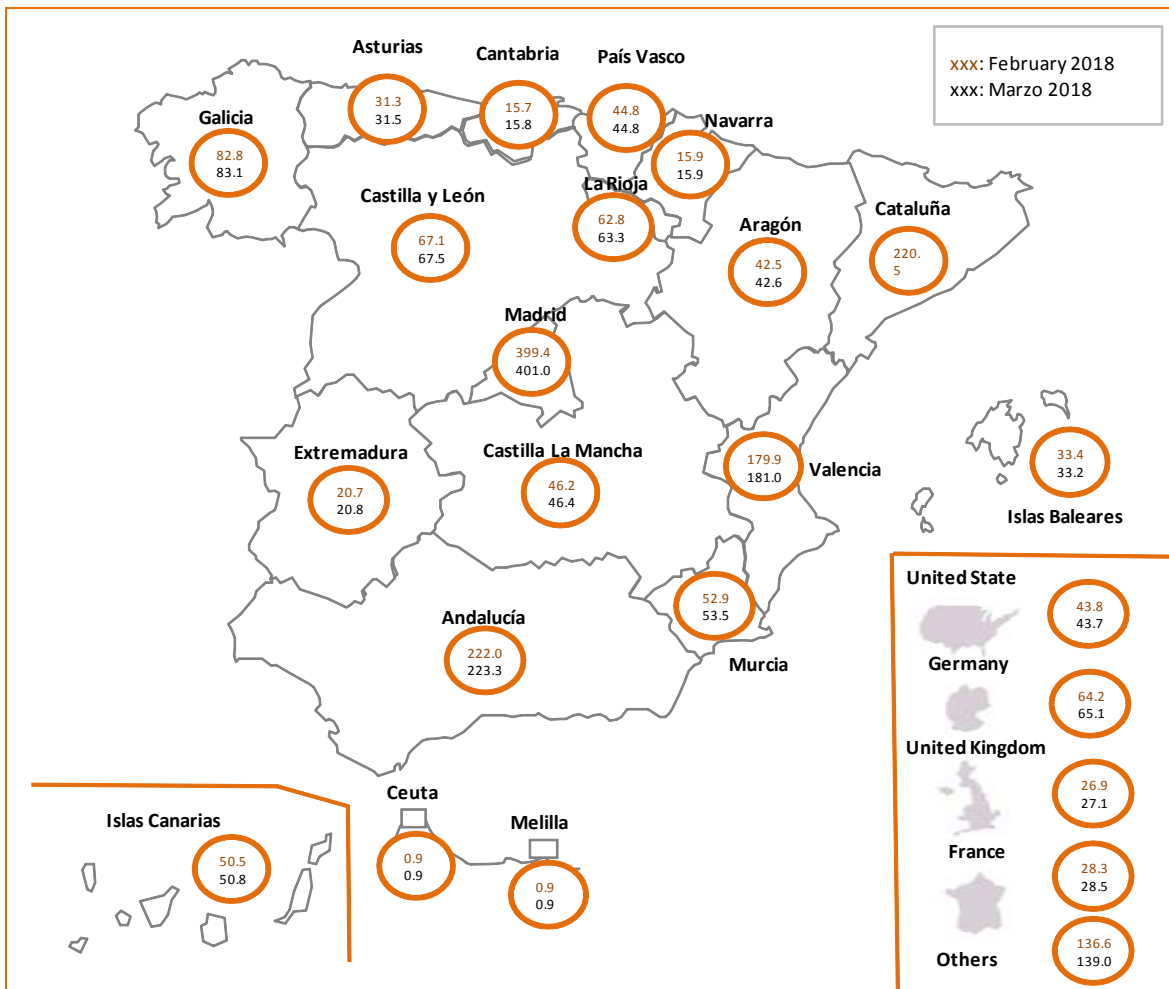 xxx: February 2018
xxx: Marzo 2018
Asturias
31.3
31.5
Cantabria
15.7
15.8
País Vasco
44.8
44.8
Navarra
15.9
15.9
Galicia
82.8
83.1
Castilla y León
67.1
67.5
La Rioja
62.8
63.3
Aragón
42.5
42.6
Cataluña
220.
5
Madrid
399.4
401.0
Extremadura
20.7
20.8
Castilla La Mancha
46.2
46.4
179.9
181.0
Valencia
33.4
33.2
Islas Baleares
Andalucía
222.0
223.3
52.9
53.5
Murcia
Islas Canarias
50.5
50.8
Ceuta
0.9
0.9
Melilla
0.9
0.9
United State
43.8
43.7
Germany
64.2
65.1
United Kingdom
26.9
27.1
France
28.3
28.5
Others
136.6
139.0